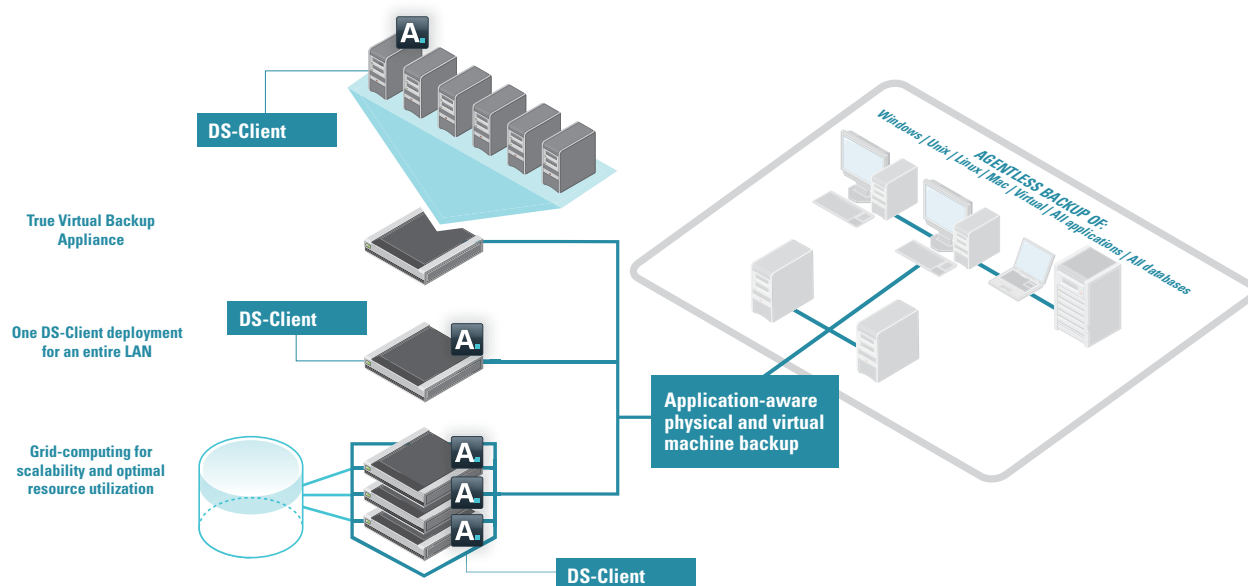 A.
DS-Client
True Virtual Backup
Appliance
DS-Client
One DS-Client deployment
for an entire LAN
A.
Grid-computing for
scalability and optimal
resource utilization
A.
A.
A.
DS-Client
Application-aware
physical and virtual
machine backup
AGENTLESS BACKUP OF:
Windows | Unix | Linux | Mac | Virtual | All applications | All databases